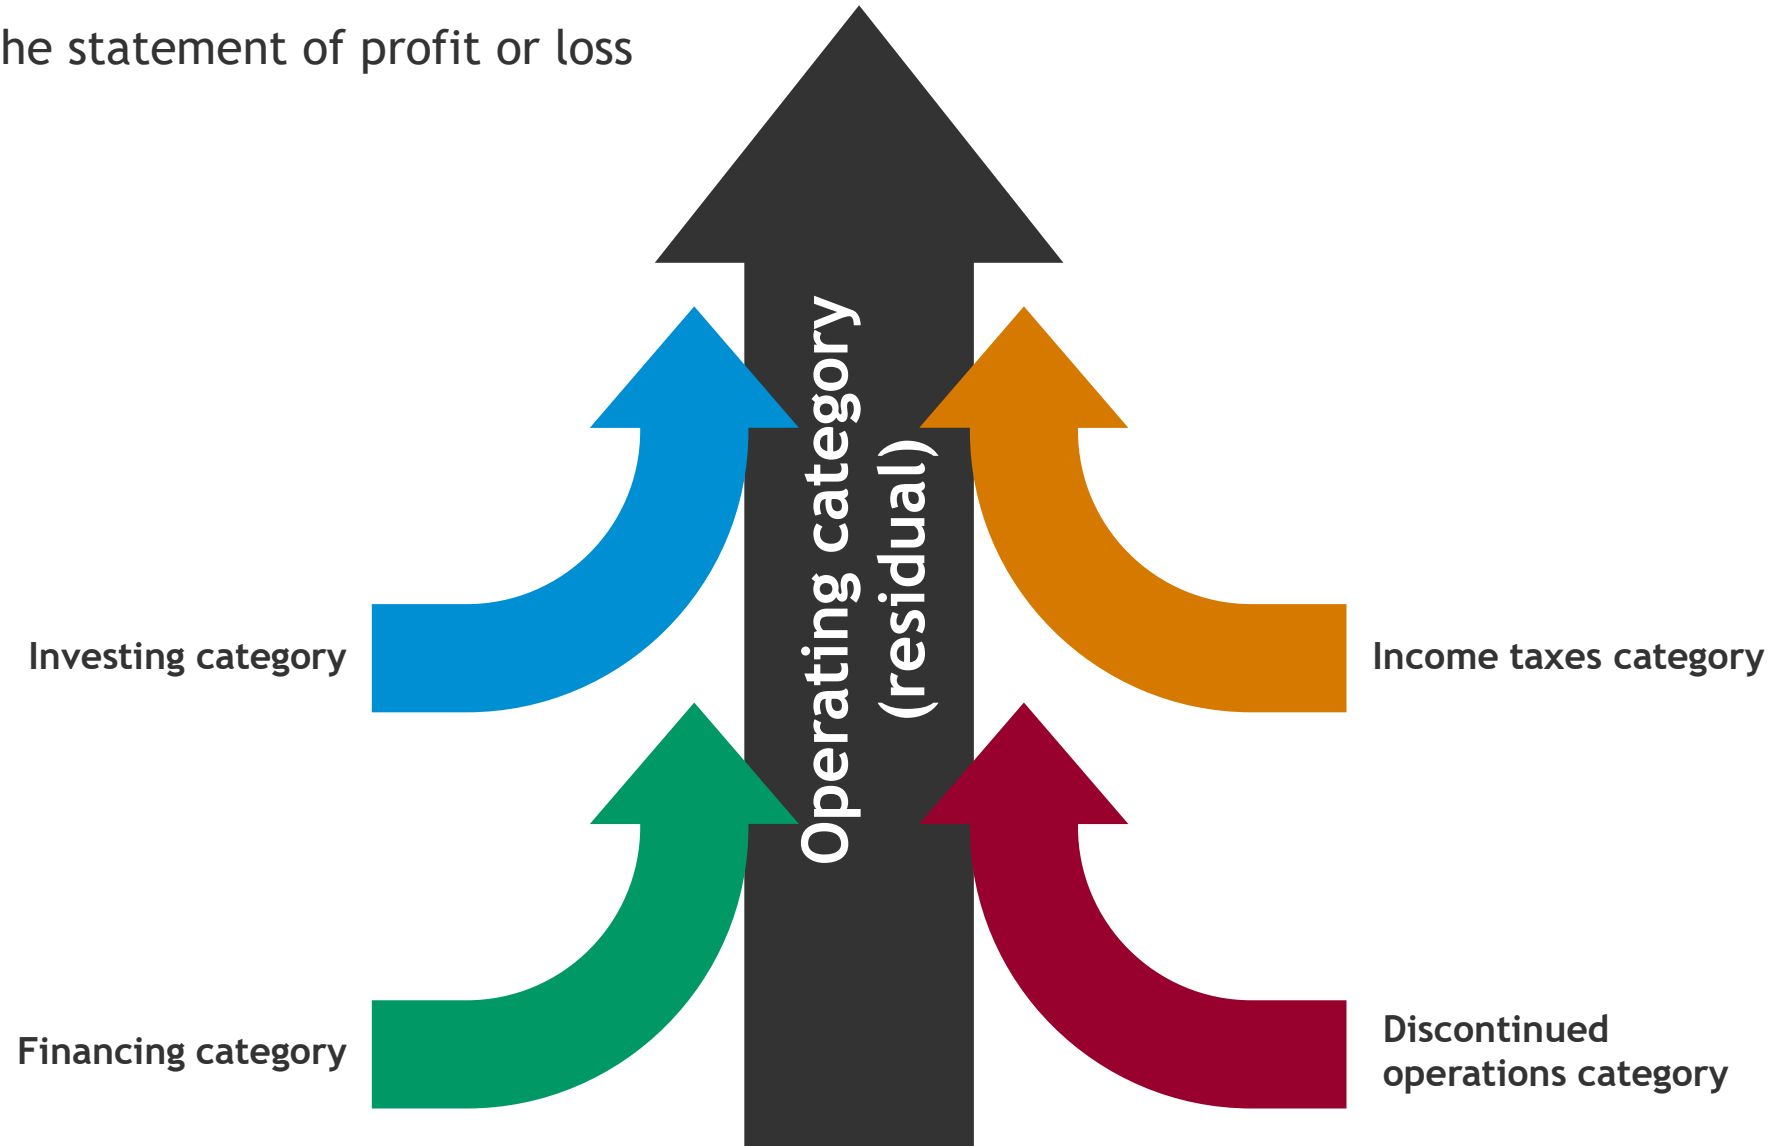 he statement of profit or loss
Operating category
(residual)
Investing category
Income taxes category
Financing category
Discontinued
operations category